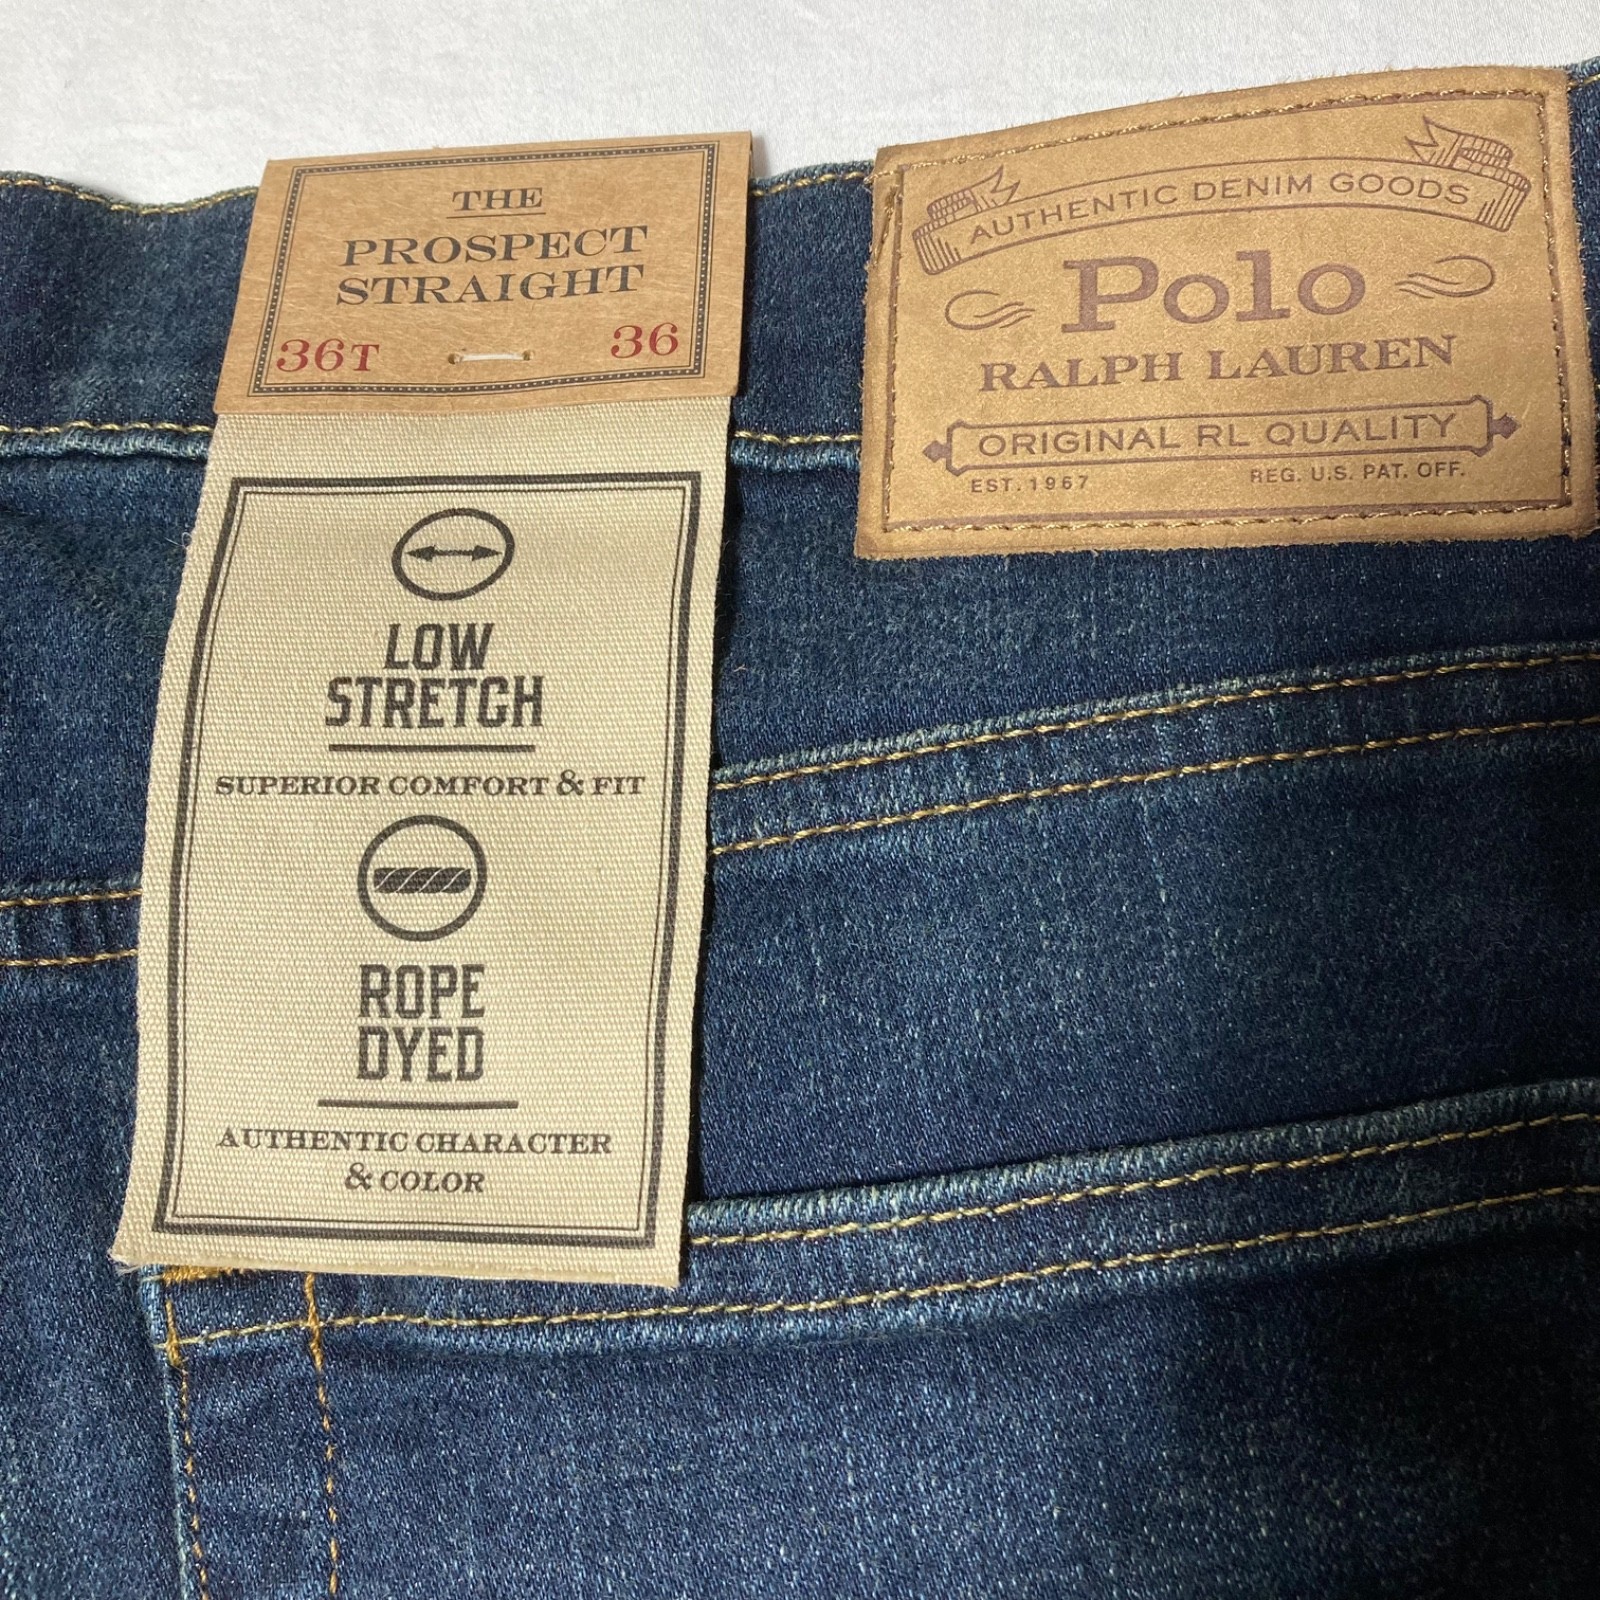 THE
PROSPECT
STRAIGHT
36T 36
LOW
STRETCH
SUPERIOR COMFORT & FIT
ROPE
DYED
AUTHENTIC CHARACTER
& COLOR
AUTHENTIC DENIM GOODS
Polo
RALPH LAUREN
ORIGINAL RL QUALITY
EST. 1967 REG. U.S. PAT. OFF.